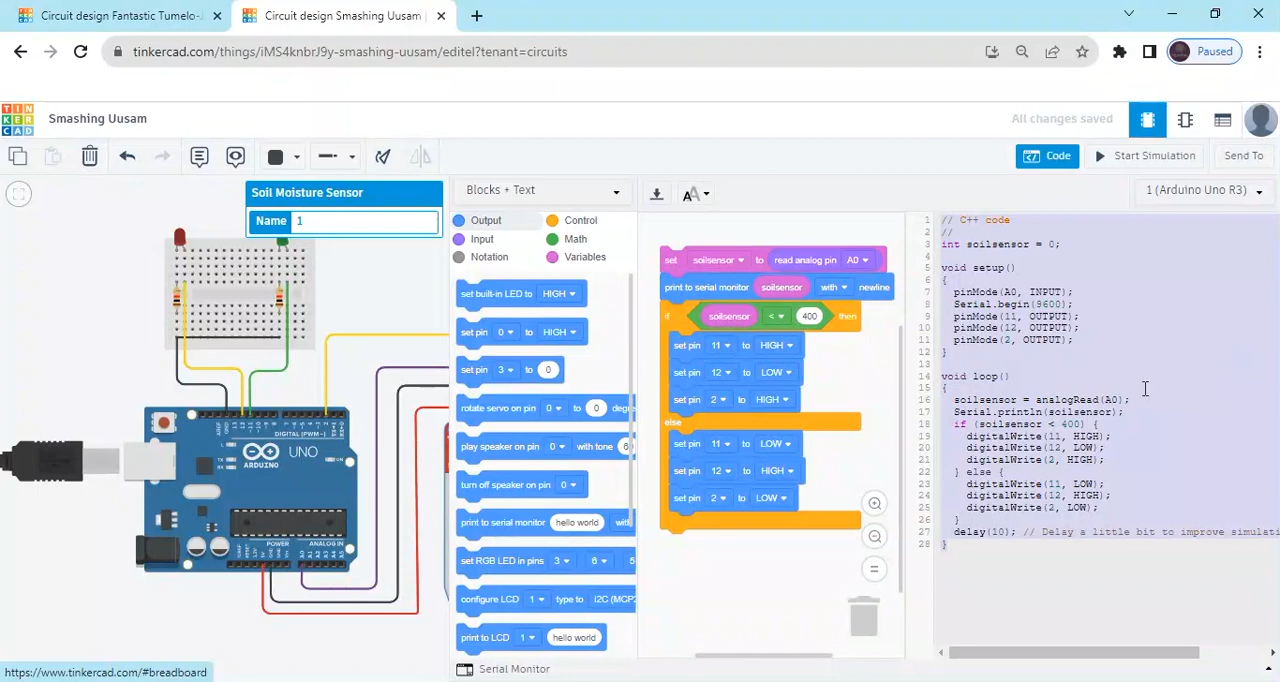 Circuit design Fantastic Tumelo-
Circuit design Smashing Uusam
tinkercad.com/things/iMS4knbrJ9y-smashing-uusam/editel?tenant=circuits
Paused
TIN
KER
CAD
Smashing Uusam
All changes saved
Code
Start Simulation
Send To
Soil Moisture Sensor
Name 1
Blocks + Text
1 (Arduino Uno R3)
Output
Control
Input
Math
Notation
Variables
set built-in LED to HIGH
set pin 0 to HIGH
set pin 3 to 0
rotate servo on pin 0 to 0 degre
play speaker on pin 0 with tone 6
turn off speaker on pin 0
print to serial monitor hello world with
set RGB LED in pins 3 6 5
configure LCD 1 type to I2C (MCP2
print to LCD 1 hello world
set soilsensor to read analog pin A0
print to serial monitor soilsensor with newline
if soilsensor < 400 then
set pin 11 to HIGH
set pin 12 to LOW
set pin 2 to HIGH
else
set pin 11 to LOW
set pin 12 to HIGH
set pin 2 to LOW
1 // C++ code
2 //
3 int soilsensor = 0;
4
5 void setup()
6 {
7 pinMode(A0, INPUT);
8 Serial.begin(9600);
9 pinMode(11, OUTPUT);
10 pinMode(12, OUTPUT);
11 pinMode(2, OUTPUT);
12 }
13
14 void loop()
15 {
16 soilsensor = analogRead(A0);
17 Serial.println(soilsensor);
18 if (soilsensor < 400) {
19 digitalWrite(11, HIGH);
20 digitalWrite(12, LOW);
21 digitalWrite(2, HIGH);
22 } else {
23 digitalWrite(11, LOW);
24 digitalWrite(12, HIGH);
25 digitalWrite(2, LOW);
26 }
27 delay(10); // Delay a little bit to improve simulati
28 }
DIGITAL (PWM~)
UNO
ARDUINO
POWER
ANALOG IN
Serial Monitor
https://www.tinkercad.com/#breadboard